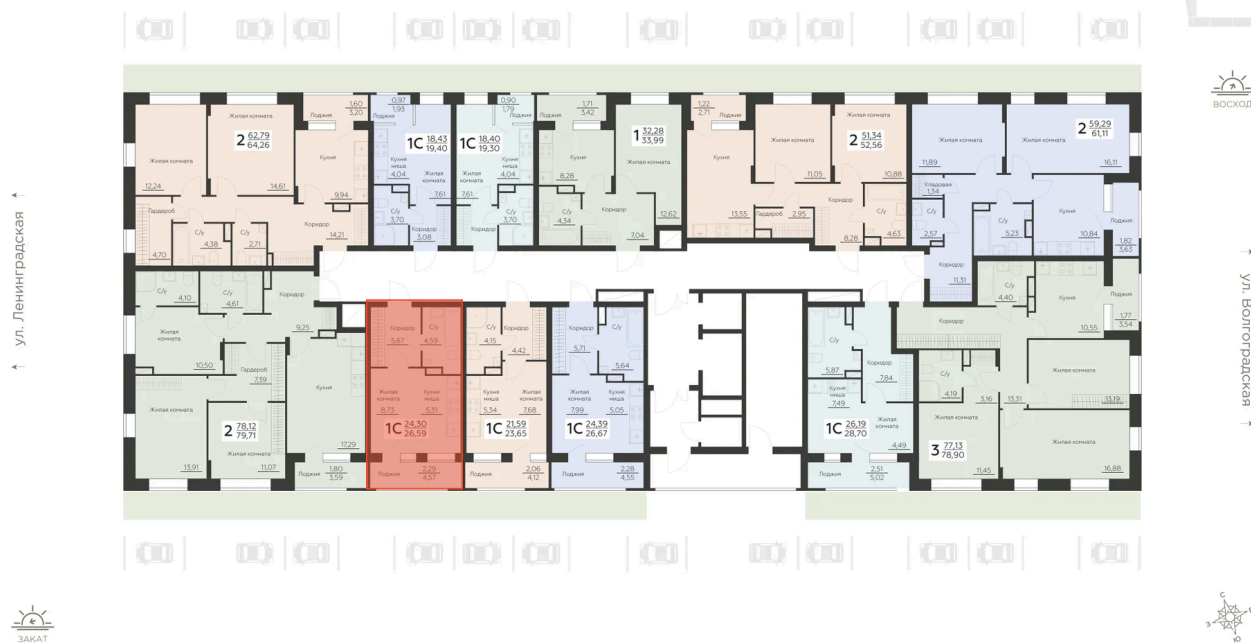 ВОСХОД
ул. Ленинградская
ул. Волгоградская
Жилая комната
12,24
2 62,79 64,26
Жилая комната
14,61
Лоджия 1,60 3,20
Кухня
9,94
Гардероб
4,70
С/у
4,38
С/у
2,71
Коридор
14,21
Лоджия 0,97 1,93
1С 18,43 19,40
Кухня ниша
4,04
Жилая комната
7,61
С/у
3,70
Коридор
3,08
0,90 1,79 Лоджия
1С 18,40 19,30
Кухня ниша
4,04
Жилая комната
7,61
Коридор
С/у
3,70
Лоджия 1,71 3,42
Кухня
8,28
1 32,28 33,99
Жилая комната
12,62
С/у
4,34
Коридор
7,04
1,22 2,71 Лоджия
Кухня
13,55
Жилая комната
11,05
2 51,34 52,56
Жилая комната
10,88
Гардероб
2,95
Коридор
8,28
С/у
4,63
Жилая комната
11,89
2 59,29 61,11
Жилая комната
16,11
Кладовая
1,34
С/у
2,57
С/у
5,23
Кухня
10,84
Лоджия
1,82 3,63
Коридор
11,31
С/у
4,10
С/у
4,61
Коридор
9,25
Жилая комната
10,50
Гардероб
7,39
Кухня
17,29
Жилая комната
13,91
2 78,12 79,71
Жилая комната
11,07
Лоджия 1,80 3,59
Коридор
5,67
С/у
4,59
Жилая комната
8,73
Кухня ниша
5,31
1С 24,30 26,59
Лоджия 2,29 4,57
С/у
4,15
Коридор
4,42
Кухня ниша
5,34
Жилая комната
7,68
1С 21,59 23,65
Лоджия 2,06 4,12
Коридор
5,71
С/у
5,64
Жилая комната
7,99
Кухня ниша
5,05
1С 24,39 26,67
Лоджия 2,28 4,55
С/у
5,87
Коридор
7,84
Кухня ниша
7,49
1С 26,19 28,70
Жилая комната
4,49
Лоджия 2,51 5,02
Коридор
13,31
С/у
4,40
Кухня
10,55
Лоджия
1,77 3,54
С/у
4,19
3,16
Жилая комната
13,19
3 77,13 78,90
Жилая комната
11,45
Жилая комната
16,88
ЗАКАТ
С
З
Ю